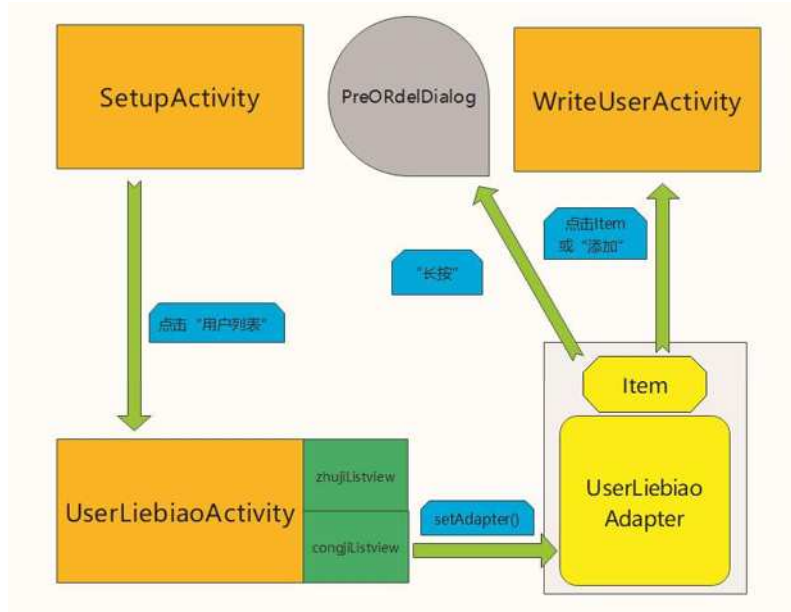 SetupActivity
PreORdelDialog
WriteUserActivity
点击Item
或“添加”
“长按”
点击“用户列表”
Item
zhujiListview
UserLiebiaoActivity
congjiListview
setAdapter()
UserLiebiao
Adapter